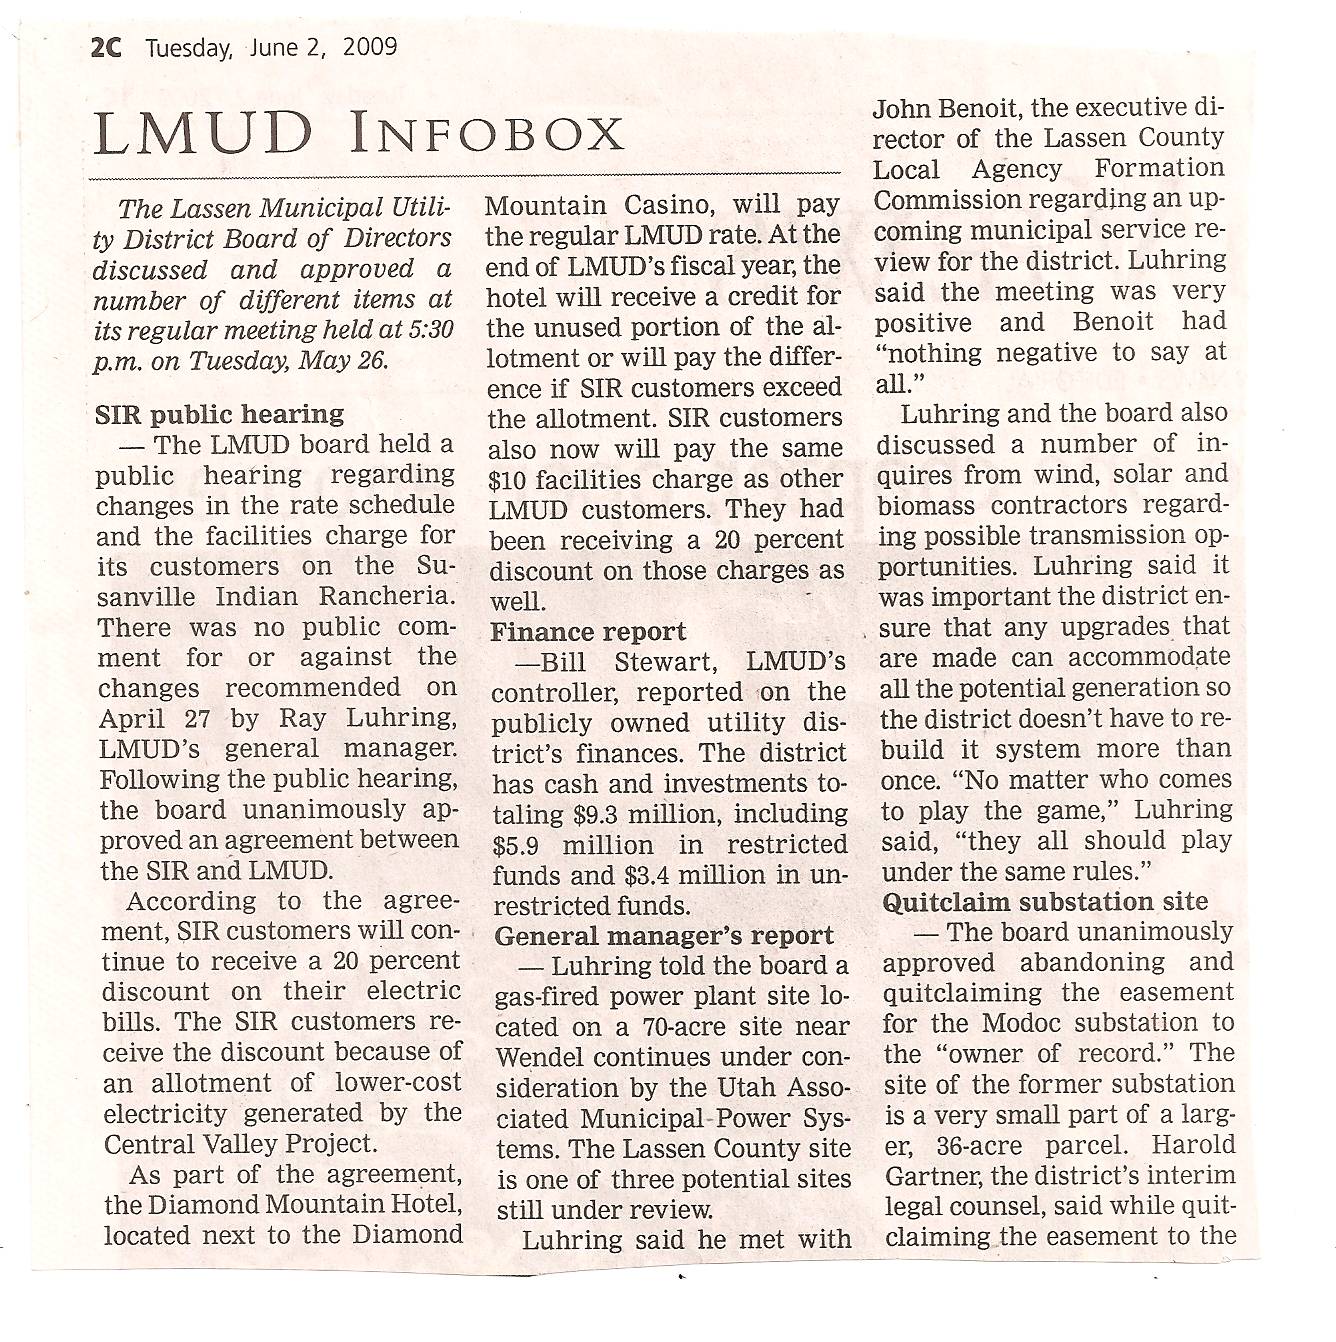 2C Tuesday, June 2, 2009
LMUD INFOBOX
The Lassen Municipal Utili-
ty District Board of Directors
discussed and approved a
number of different items at
its regular meeting held at 5:30
p.m. on Tuesday, May 26.
SIR public hearing
— The LMUD board held a
public hearing regarding
changes in the rate schedule
and the facilities charge for
its customers on the Su-
sanville Indian Rancheria.
There was no public com-
ment for or against the
changes recommended on
April 27 by Ray Luhring,
LMUD's general manager.
Following the public hearing,
the board unanimously ap-
proved an agreement between
the SIR and LMUD.
According to the agree-
ment, SIR customers will con-
tinue to receive a 20 percent
discount on their electric
bills. The SIR customers re-
ceive the discount because of
an allotment of lower-cost
electricity generated by the
Central Valley Project.
As part of the agreement,
the Diamond Mountain Hotel,
located next to the Diamond
Mountain Casino, will pay
the regular LMUD rate. At the
end of LMUD's fiscal year, the
hotel will receive a credit for
the unused portion of the al-
lotment or will pay the differ-
ence if SIR customers exceed
the allotment. SIR customers
also now will pay the same
$10 facilities charge as other
LMUD customers. They had
been receiving a 20 percent
discount on those charges as
well.
Finance report
—Bill Stewart, LMUD's
controller, reported on the
publicly owned utility dis-
trict's finances. The district
has cash and investments to-
taling $9.3 million, including
$5.9 million in restricted
funds and $3.4 million in un-
restricted funds.
General manager's report
— Luhring told the board a
gas-fired power plant site lo-
cated on a 70-acre site near
Wendel continues under con-
sideration by the Utah Asso-
ciated Municipal Power Sys-
tems. The Lassen County site
is one of three potential sites
still under review.
Luhring said he met with
John Benoit, the executive di-
rector of the Lassen County
Local Agency Formation
Commission regarding an up-
coming municipal service re-
view for the district. Luhring
said the meeting was very
positive and Benoit had
“nothing negative to say at
all.”
Luhring and the board also
discussed a number of in-
quires from wind, solar and
biomass contractors regard-
ing possible transmission op-
portunities. Luhring said it
was important the district en-
sure that any upgrades that
are made can accommodate
all the potential generation so
the district doesn't have to re-
build it system more than
once. “No matter who comes
to play the game,” Luhring
said, “they all should play
under the same rules.”
Quitclaim substation site
— The board unanimously
approved abandoning and
quitclaiming the easement
for the Modoc substation to
the “owner of record.” The
site of the former substation
is a very small part of a larg-
er, 36-acre parcel. Harold
Gartner, the district's interim
legal counsel, said while quit-
claiming the easement to the